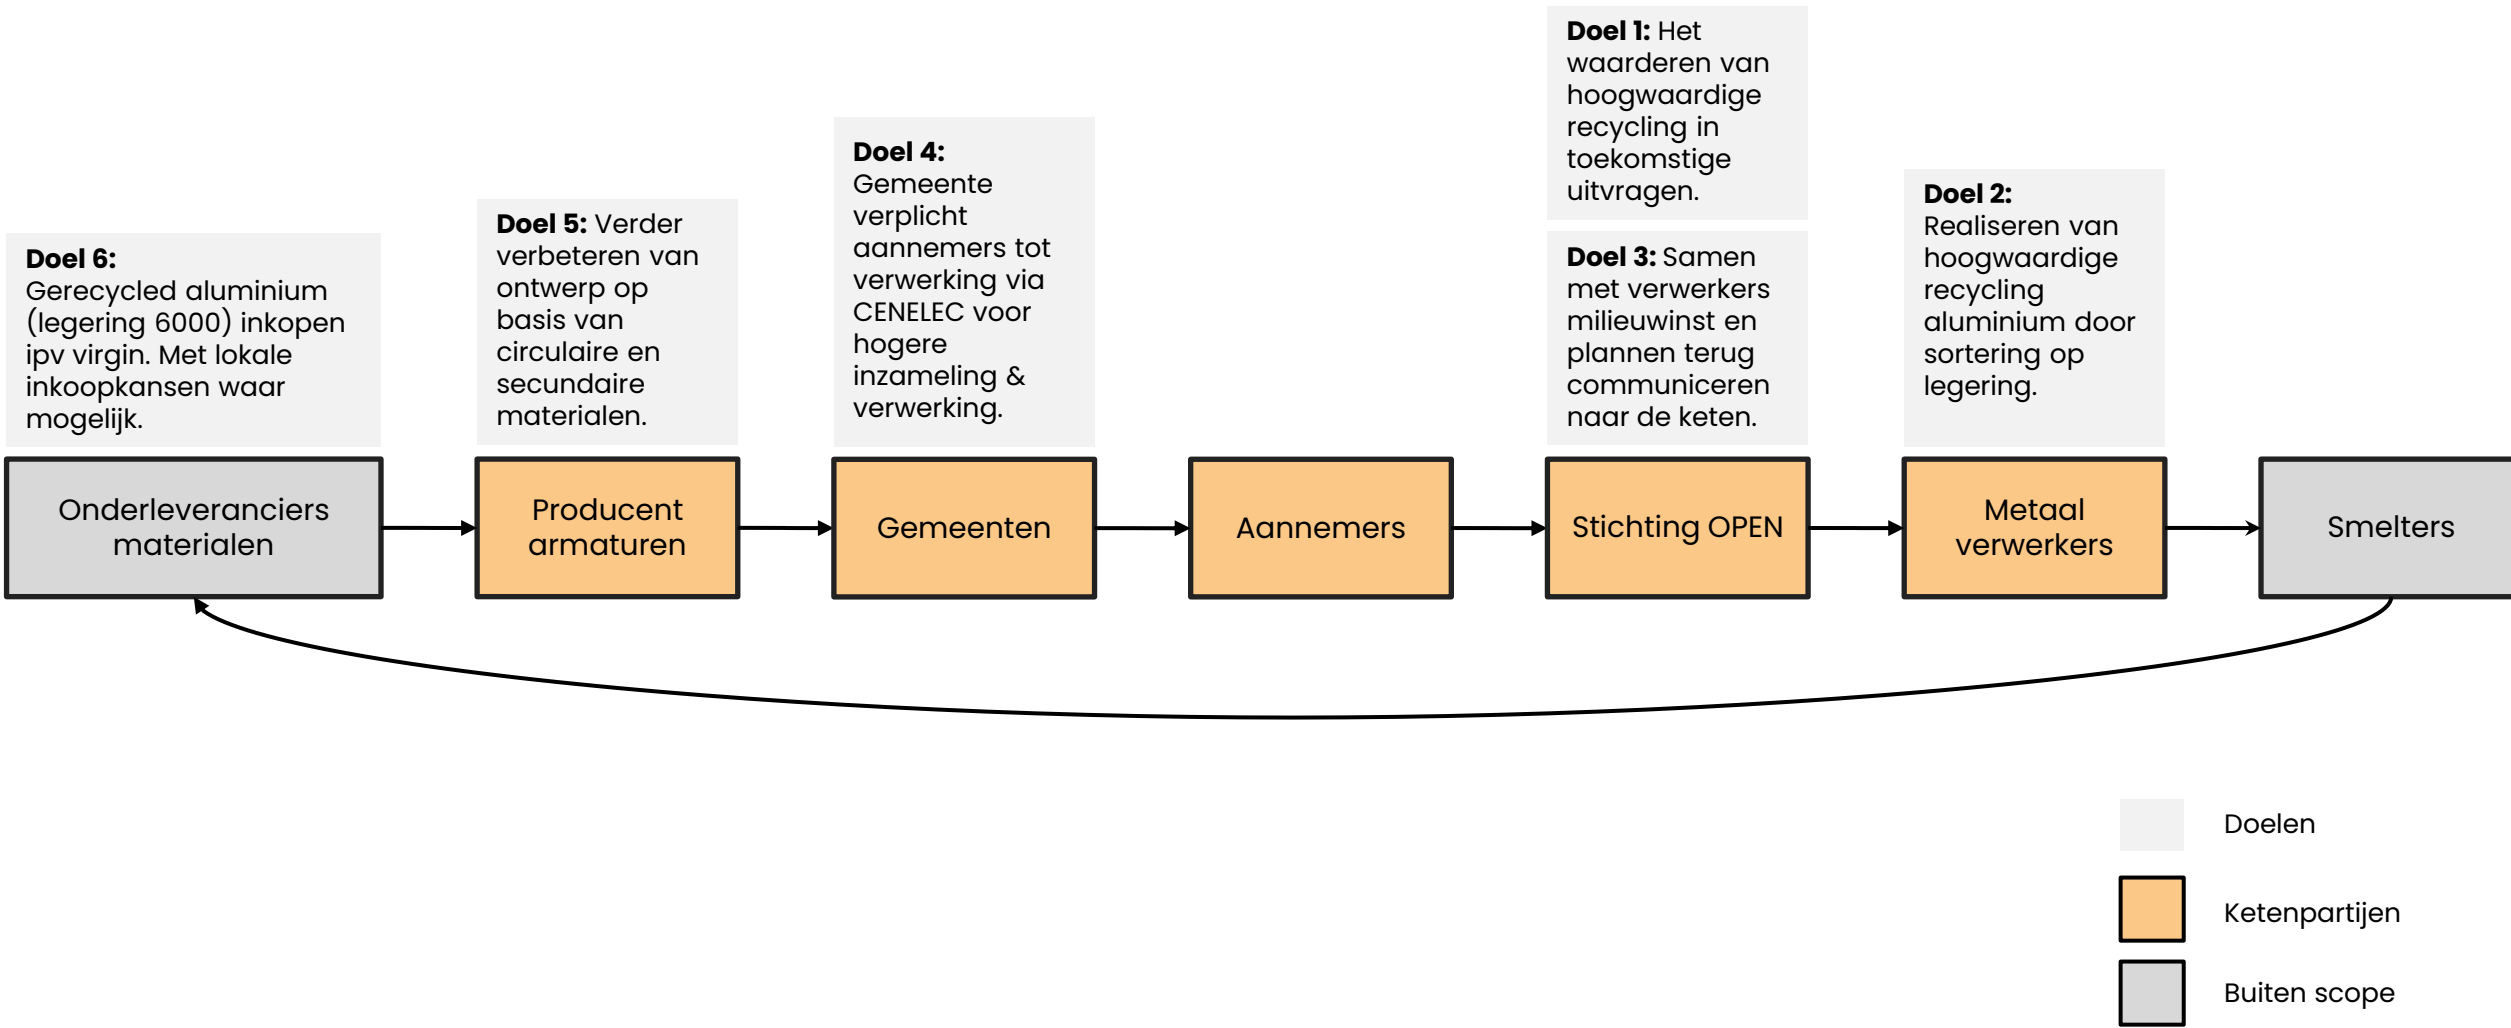 Doel 1: Het
waarderen van
hoogwaardige
recycling in
toekomstige
uitvragen.
Doel 4:
Gemeente
verplicht
aannemers tot
verwerking via
CENELEC voor
hogere
inzameling &
verwerking.
Doel 2:
Realiseren van
hoogwaardige
recycling
aluminium door
sortering op
legering.
Doel 5: Verder
verbeteren van
ontwerp op
basis van
circulaire en
secundaire
materialen.
Doel 3: Samen
met verwerkers
milieuwinst en
plannen terug
communiceren
naar de keten.
Doel 6:
Gerecycled aluminium
(legering 6000) inkopen
ipv virgin. Met lokale
inkoopkansen waar
mogelijk.
Onderleveranciers
materialen
Producent
armaturen
Gemeenten
Aannemers
Stichting OPEN
Metaal
verwerkers
Smelters
Doelen
Ketenpartijen
Buiten scope